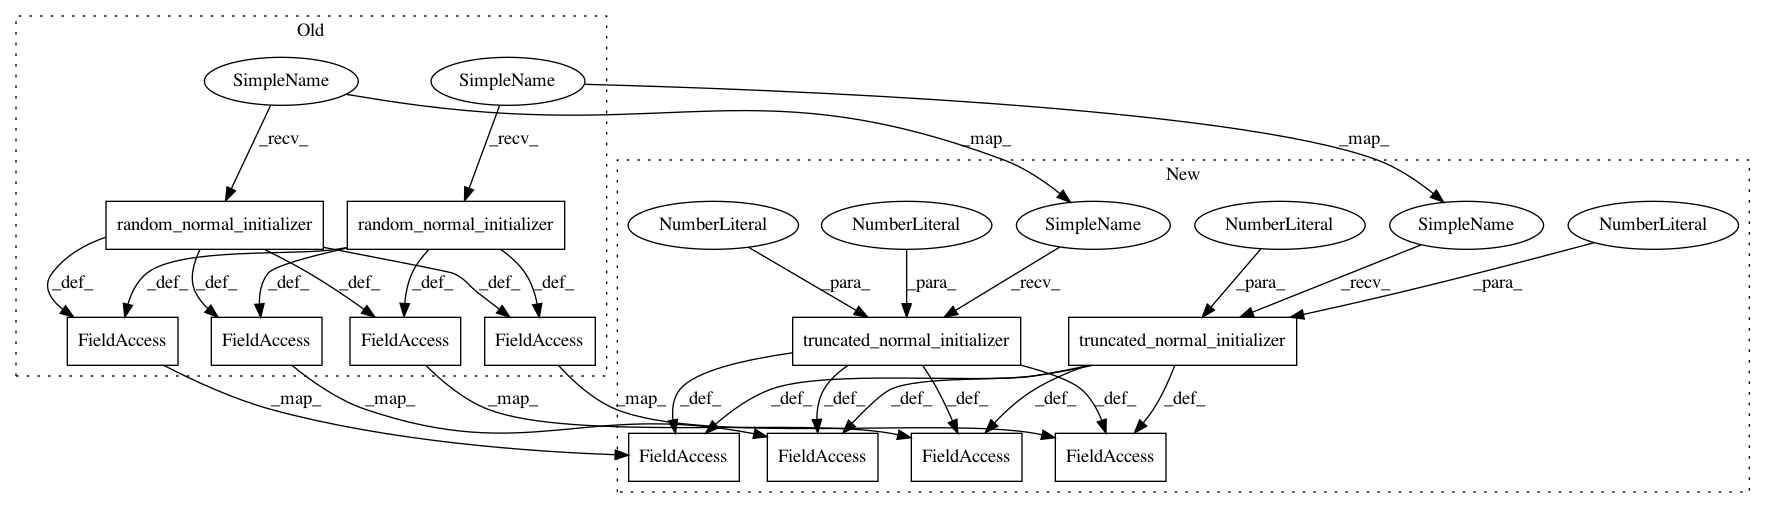 Old
SimpleName
SimpleName
_recv_
_recv_
_map_
_map_
New
random_normal_initializer
random_normal_initializer
NumberLiteral
NumberLiteral
SimpleName
NumberLiteral
SimpleName
NumberLiteral
_def_
_def_
_def_
_def_
_def_
_def_
_def_
_def_
_para_
_para_
_recv_
_para_
_recv_
_para_
FieldAccess
FieldAccess
FieldAccess
FieldAccess
truncated_normal_initializer
truncated_normal_initializer
_map_
_map_
_map_
_map_
_def_
_def_
_def_
_def_
_def_
_def_
_def_
_def_
FieldAccess
FieldAccess
FieldAccess
FieldAccess